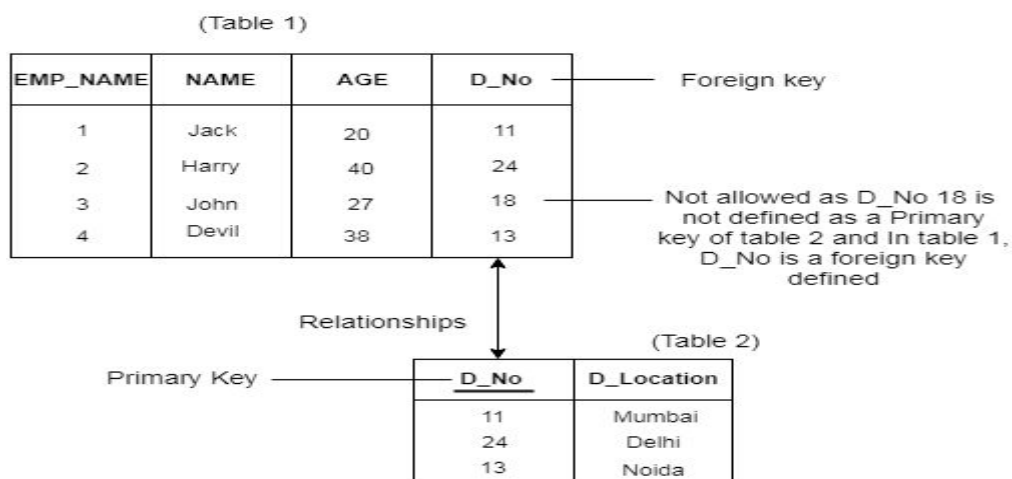 (Table 1)
EMP_NAME NAME AGE D_No Foreign key
1 Jack 20 11
2 Harry 40 24
3 John 27 18
4 Devil 38 13
Not allowed as D_No 18 is
not defined as a Primary
key of table 2 and In table 1,
D_No is a foreign key
defined
Relationships
(Table 2)
Primary Key D_No D_Location
11 Mumbai
24 Delhi
13 Noida